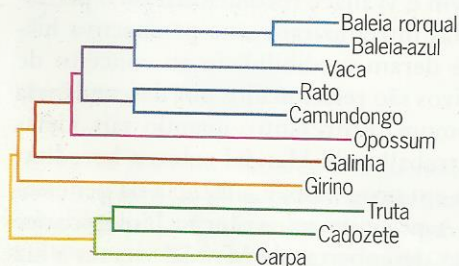 Baleia rorqual
Baleia-azul
Vaca
Rato
Camundongo
Opossum
Galinha
Girino
Truta
Cadozete
Carpa